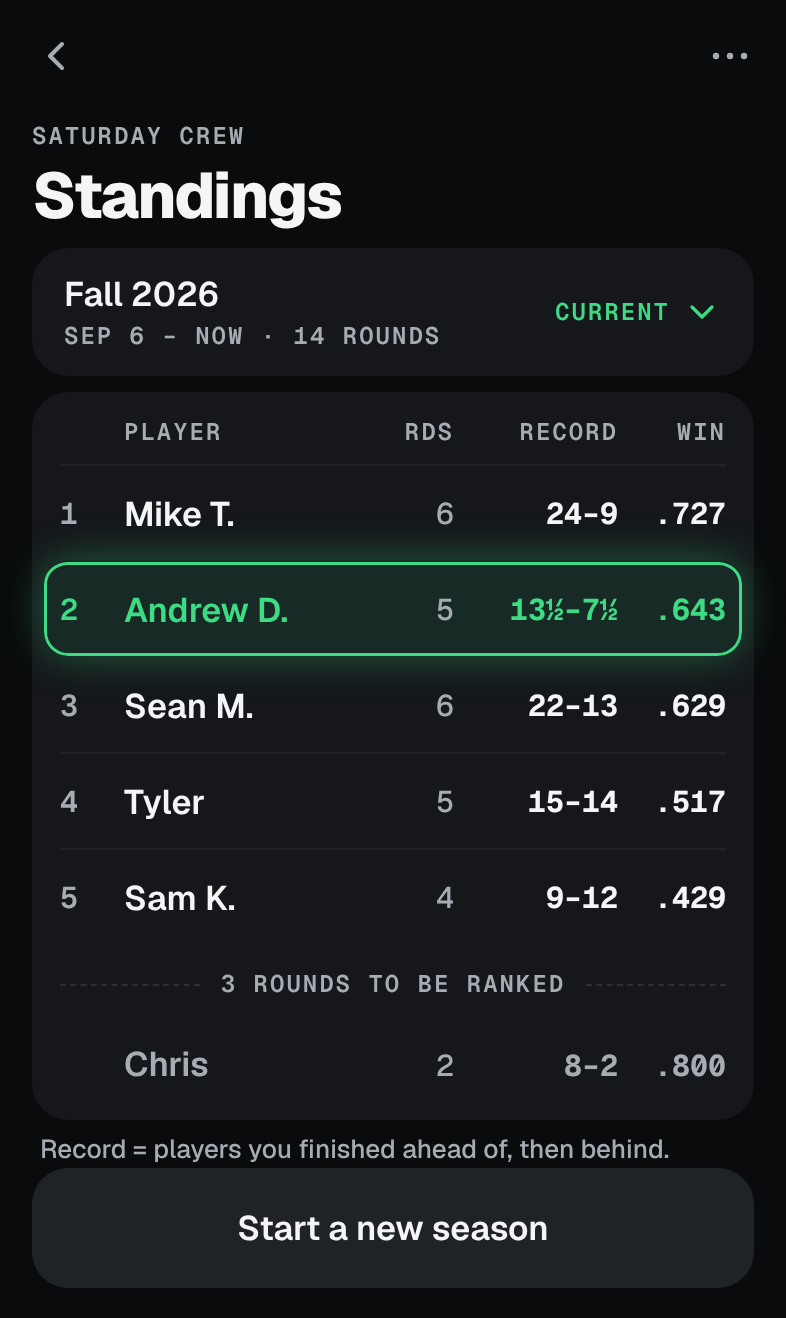 SATURDAY CREW
Standings
Fall 2026
SEP 6 – NOW · 14 ROUNDS
CURRENT
PLAYER RDS RECORD WIN
1 Mike T. 6 24–9 .727
2 Andrew D. 5 13½–7½ .643
3 Sean M. 6 22–13 .629
4 Tyler 5 15–14 .517
5 Sam K. 4 9–12 .429
3 ROUNDS TO BE RANKED
Chris 2 8–2 .800
Record = players you finished ahead of, then behind.
Start a new season